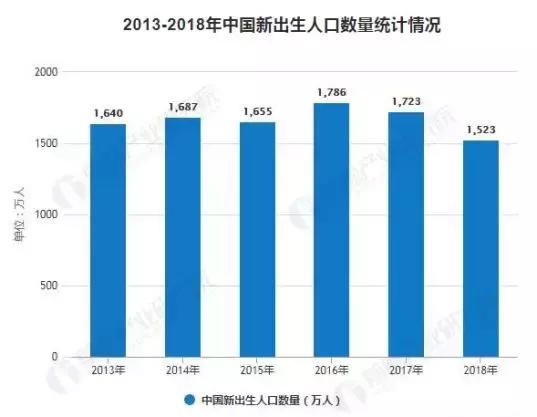 2013-2018年中国新出生人口数量统计情况
2000
1500
1000
500
0
单位：万人
1,640
1,687
1,655
1,786
1,723
1,523
2013年
2014年
2015年
2016年
2017年
2018年
中国新出生人口数量（万人）